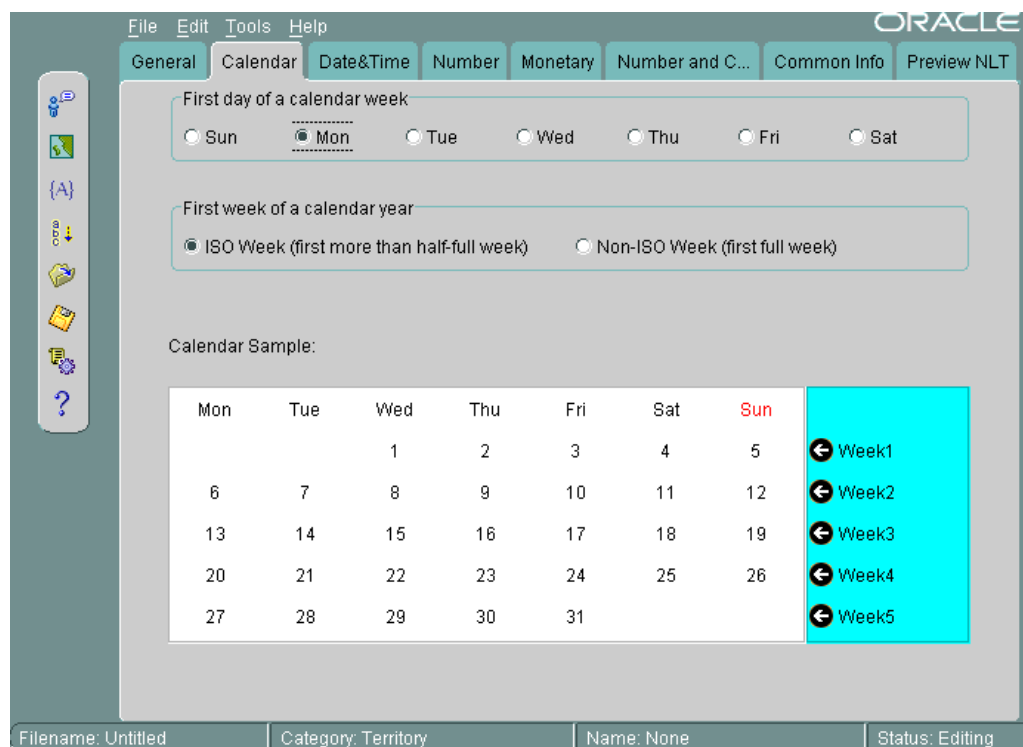 File Edit Tools Help
ORACLE
General Calendar Date&Time Number Monetary Number and C... Common Info Preview NLT
First day of a calendar week
Sun Mon Tue Wed Thu Fri Sat
{A}
First week of a calendar year
a
b
c
ISO Week (first more than half-full week) Non-ISO Week (first full week)
Calendar Sample:
?
Mon Tue Wed Thu Fri Sat Sun
1 2 3 4 5 Week1
6 7 8 9 10 11 12 Week2
13 14 15 16 17 18 19 Week3
20 21 22 23 24 25 26 Week4
27 28 29 30 31 Week5
Filename: Untitled Category: Territory Name: None Status: Editing